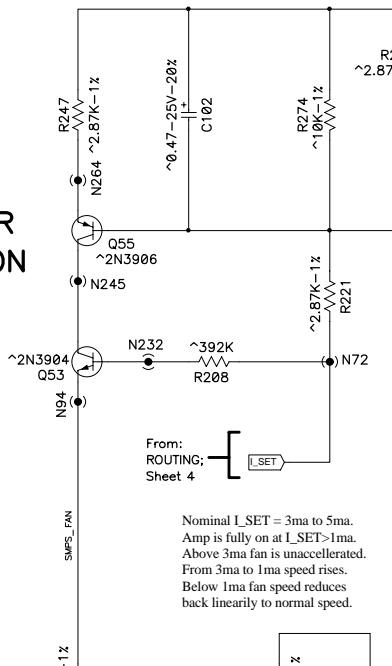 R247
^2.87K-1%
^0.47-25V-20%
+
C102
R274
^10K-1%
R2
^2.87
N264
R
ON
Q55
^2N3906
N245
^2.87K-1%
R221
^2N3904
Q53
N232
^392K
R208
N72
N94
From:
ROUTING;
Sheet 4
I_SET
SMPS_ FAN
Nominal I_SET = 3ma to 5ma.
Amp is fully on at I_SET>1ma.
Above 3ma fan is unaccellerated.
From 3ma to 1ma speed rises.
Below 1ma fan speed reduces
back linearily to normal speed.
-1%
%